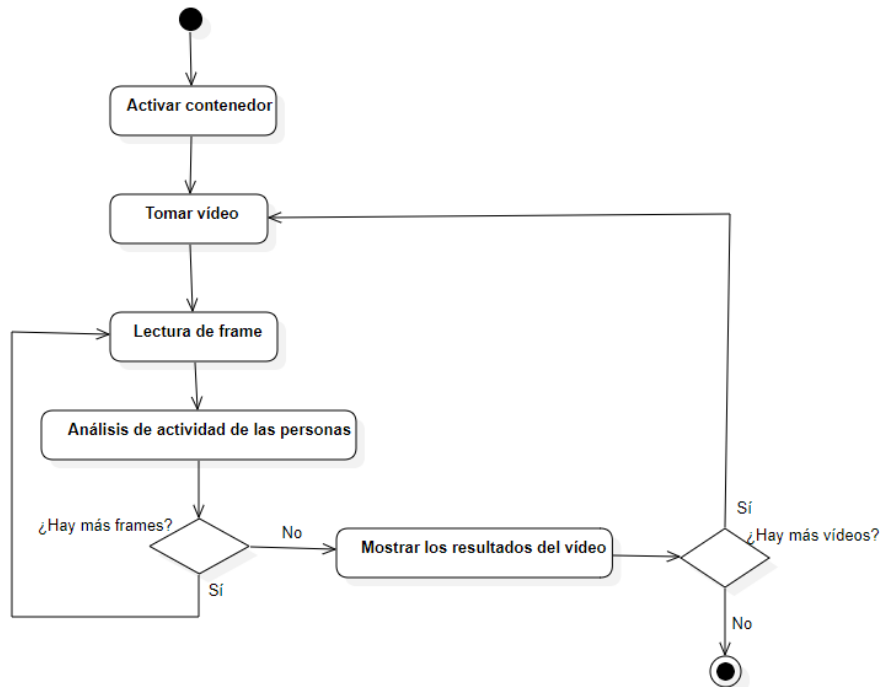 Activar contenedor
Tomar vídeo
Lectura de frame
Análisis de actividad de las personas
¿Hay más frames?
No
Sí
Mostrar los resultados del vídeo
Sí
¿Hay más vídeos?
No